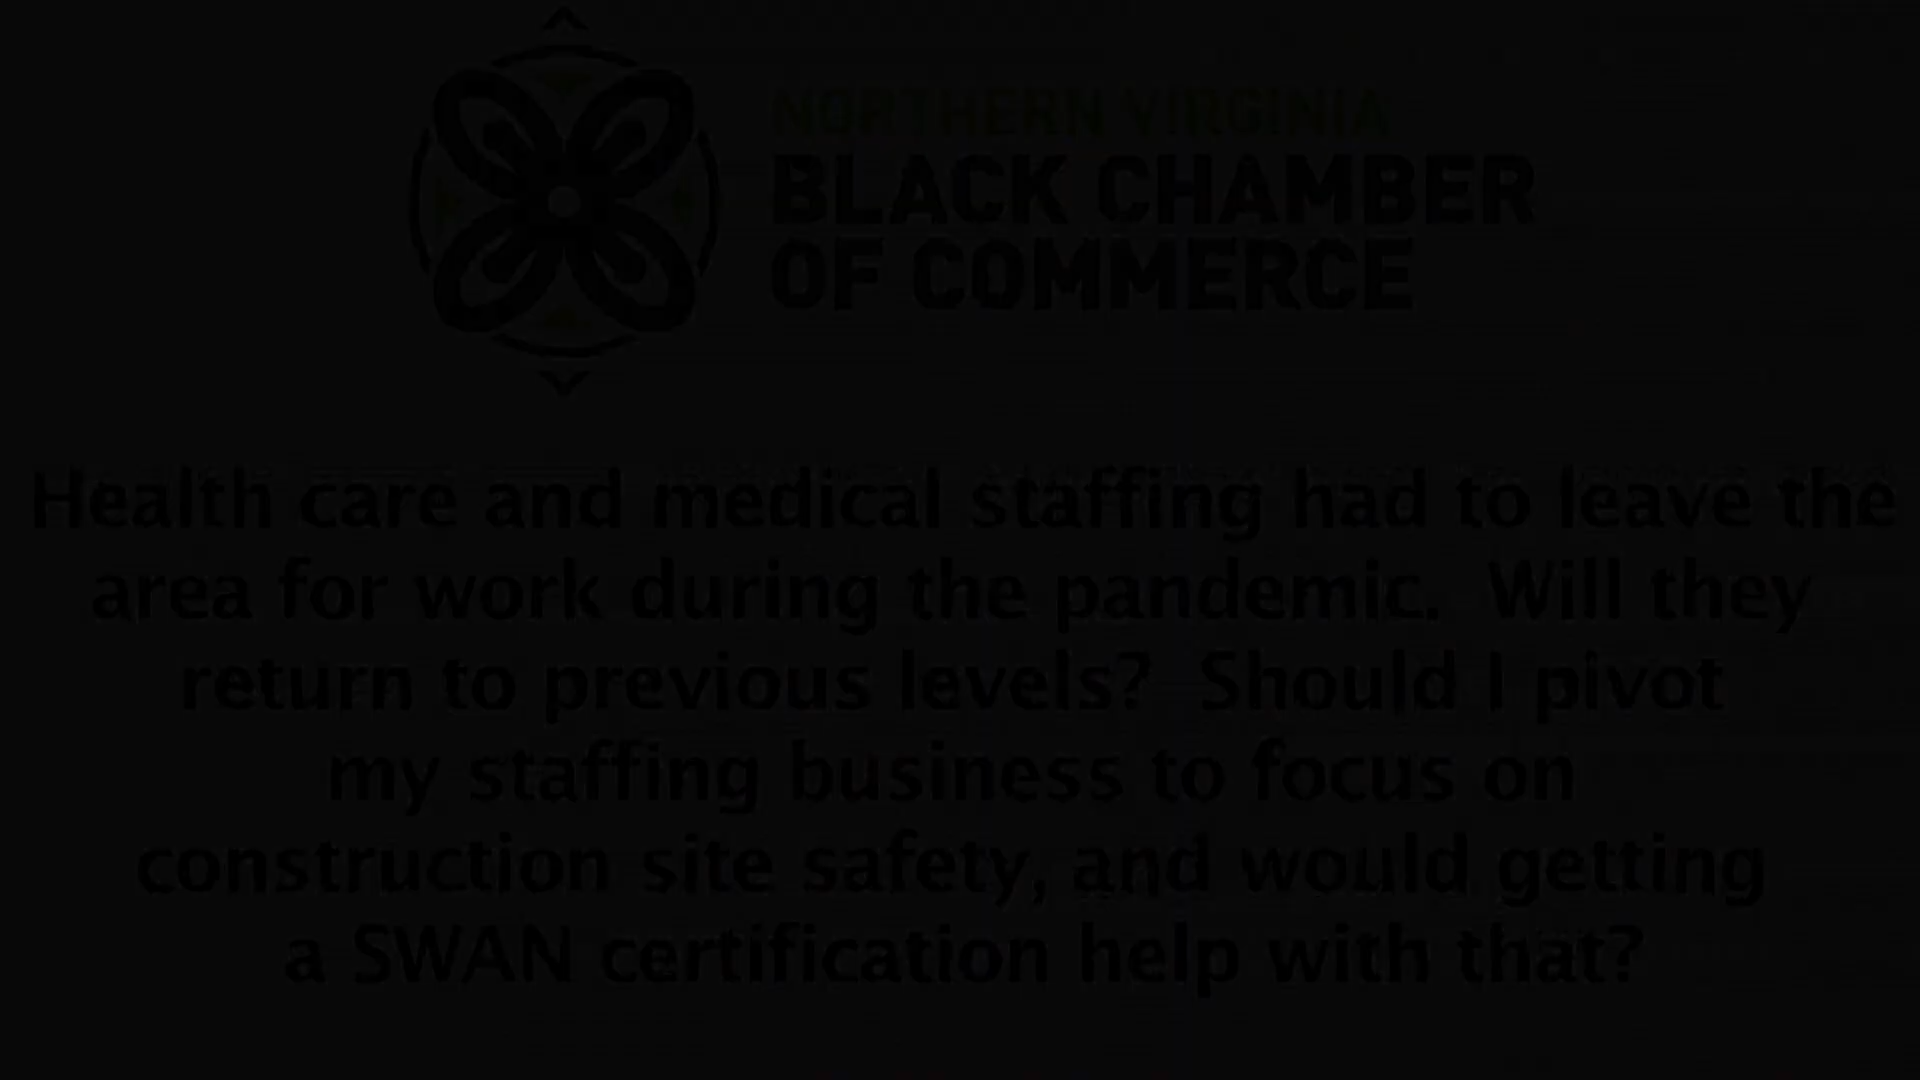 NORTHERN VIRGINIA
BLACK CHAMBER
OF COMMERCE
Health care and medical staffing had to leave the
area for work during the pandemic. Will they
return to previous levels? Should I pivot
my staffing business to focus on
construction site safety, and would getting
a SWAN certification help with that?